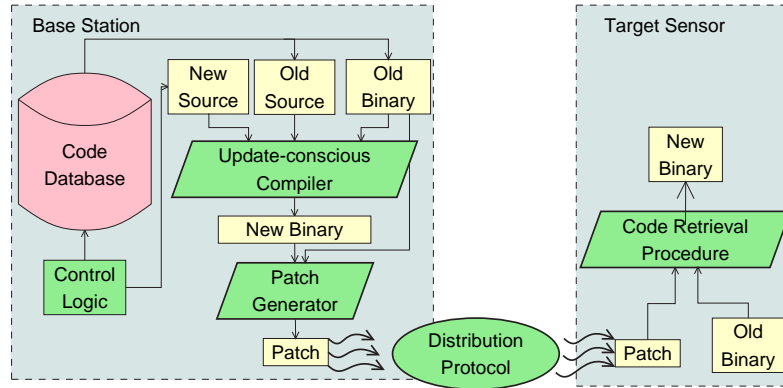 Base Station
Target Sensor
New
Source
Old
Source
Old
Binary
Code
Database
Update-conscious
Compiler
New Binary
Control
Logic
Patch
Generator
Patch
Distribution
Protocol
New
Binary
Code Retrieval
Procedure
Patch
Old
Binary